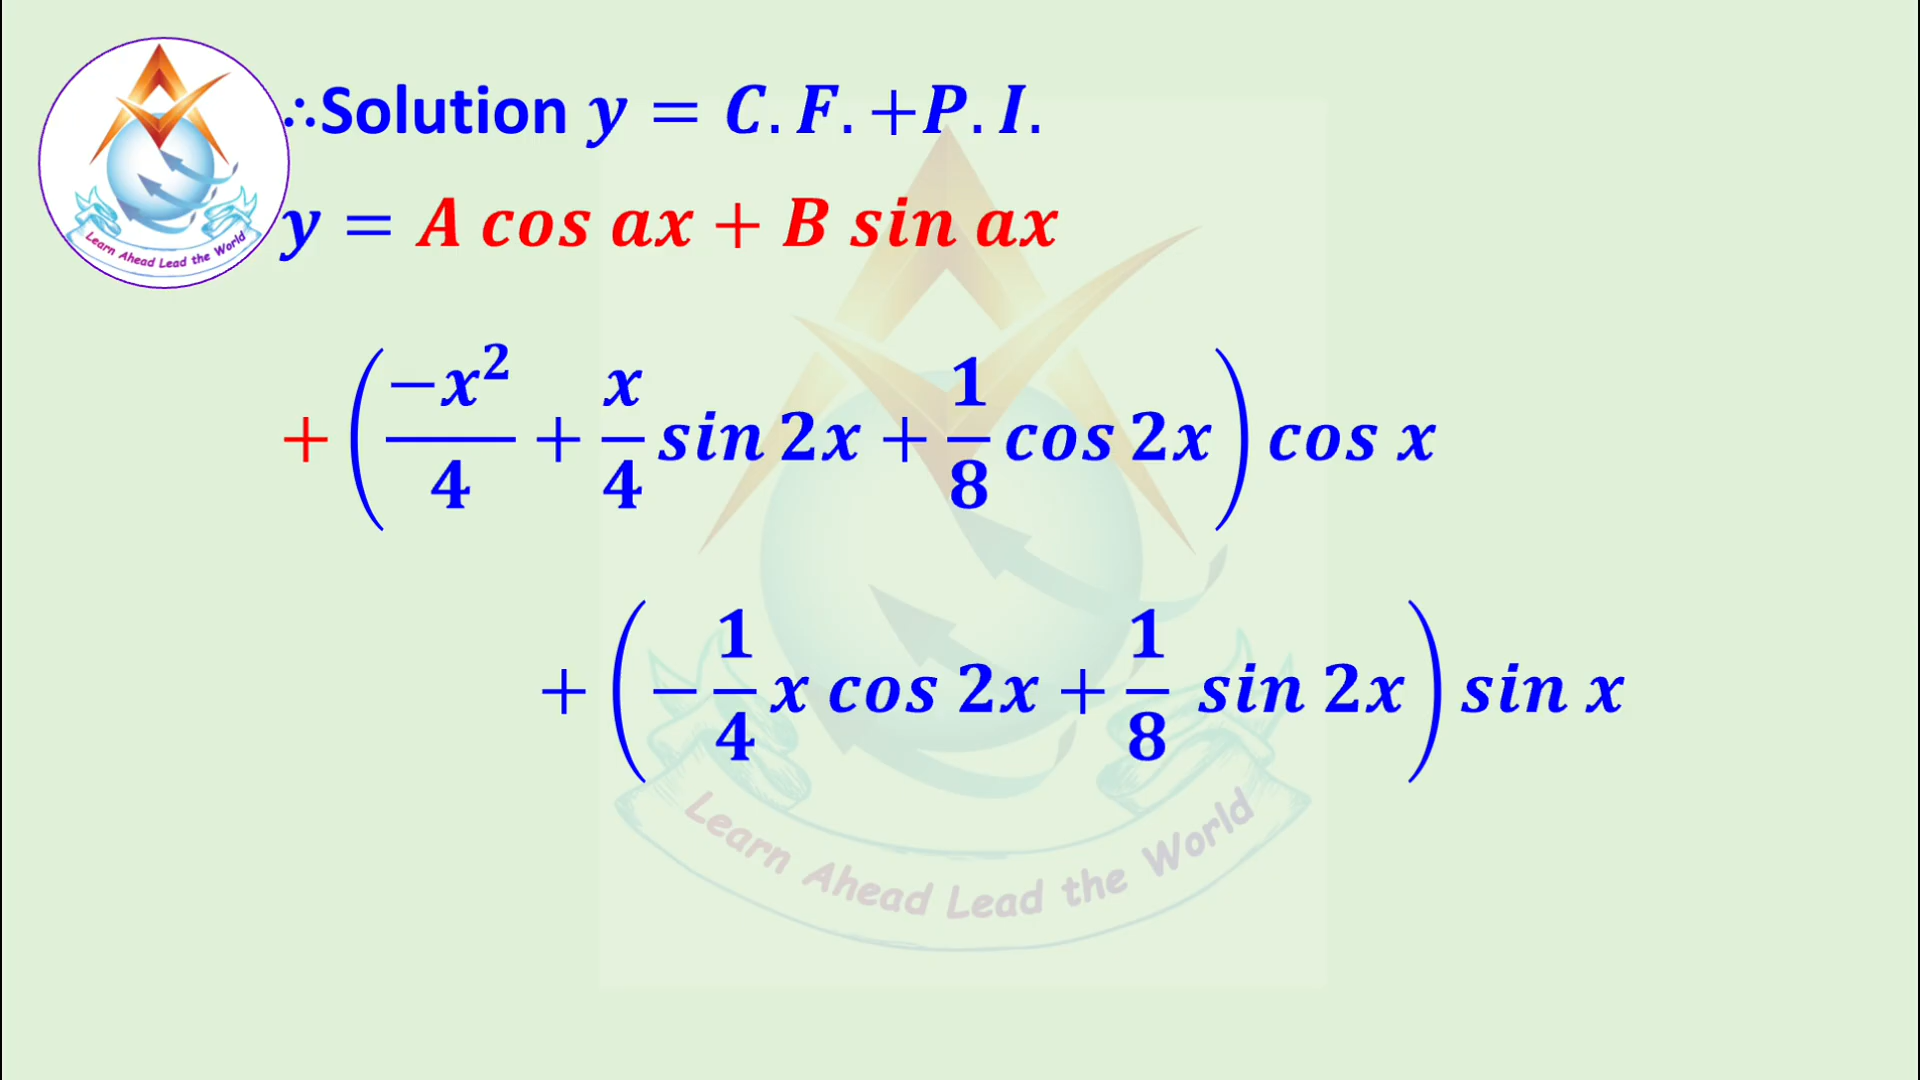 ∴Solution y = C.F.+P.I.
y = A cos ax + B sin ax
+ (−x²/4 + x/4 sin 2x + 1/8 cos 2x) cos x
+ (−1/4 x cos 2x + 1/8 sin 2x) sin x
Learn Ahead Lead the World
Learn Ahead Lead the World